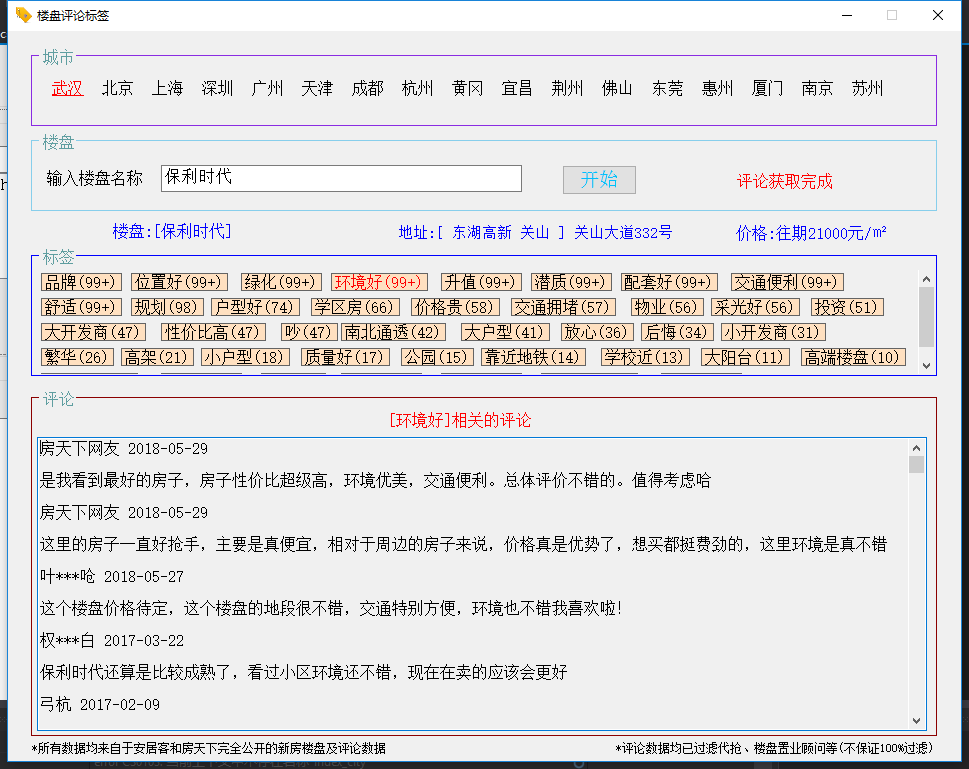 楼盘评论标签
城市
武汉 北京 上海 深圳 广州 天津 成都 杭州 黄冈 宜昌 荆州 佛山 东莞 惠州 厦门 南京 苏州
楼盘
输入楼盘名称 保利时代 开始 评论获取完成
楼盘:[保利时代] 地址:[ 东湖高新 关山 ] 关山大道332号 价格:往期21000元/㎡
标签
品牌(99+) 位置好(99+) 绿化(99+) 环境好(99+) 升值(99+) 潜质(99+) 配套好(99+) 交通便利(99+)
舒适(99+) 规划(98) 户型好(74) 学区房(66) 价格贵(58) 交通拥堵(57) 物业(56) 采光好(56) 投资(51)
大开发商(47) 性价比高(47) 吵(47) 南北通透(42) 大户型(41) 放心(36) 后悔(34) 小开发商(31)
繁华(26) 高架(21) 小户型(18) 质量好(17) 公园(15) 靠近地铁(14) 学校近(13) 大阳台(11) 高端楼盘(10)
评论
[环境好]相关的评论
房天下网友 2018-05-29
是我看到最好的房子，房子性价比超级高，环境优美，交通便利。总体评价不错的。值得考虑哈
房天下网友 2018-05-29
这里的房子一直好抢手，主要是真便宜，相对于周边的房子来说，价格真是优势了，想买都挺费劲的，这里环境是真不错
叶***呛 2018-05-27
这个楼盘价格待定，这个楼盘的地段很不错，交通特别方便，环境也不错我喜欢啦!
权***白 2017-03-22
保利时代还算是比较成熟了，看过小区环境还不错，现在在卖的应该会更好
弓杭 2017-02-09
*所有数据均来自于安居客和房天下完全公开的新房楼盘及评论数据 *评论数据均已过滤代抢、楼盘置业顾问等(不保证100%过滤)